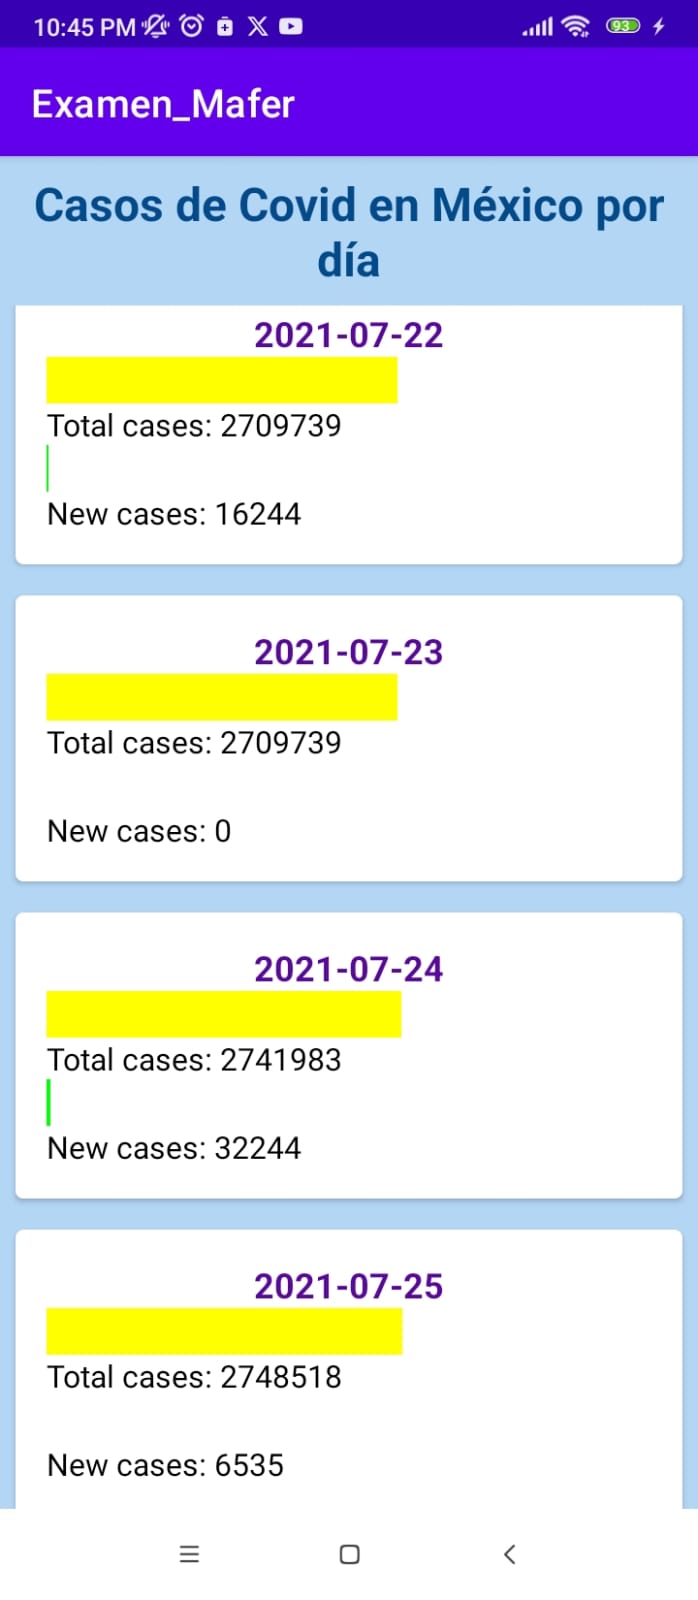 10:45 PM
93
Examen_Mafer
Casos de Covid en México por
día
2021-07-22
Total cases: 2709739
New cases: 16244
2021-07-23
Total cases: 2709739
New cases: 0
2021-07-24
Total cases: 2741983
New cases: 32244
2021-07-25
Total cases: 2748518
New cases: 6535